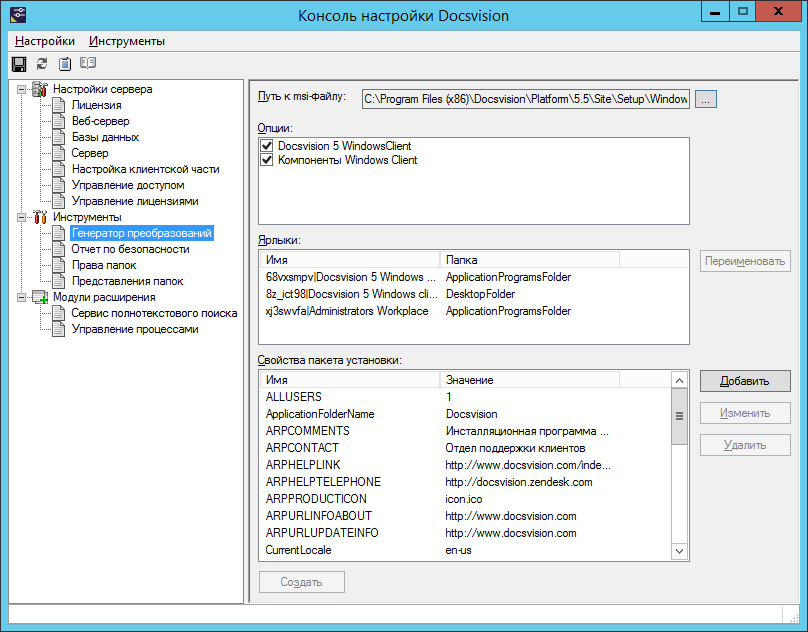 Консоль настройки Docsvision
Настройки Инструменты
Настройки сервера
Лицензия
Веб-сервер
Базы данных
Сервер
Настройка клиентской части
Управление доступом
Управление лицензиями
Инструменты
Генератор преобразований
Отчет по безопасности
Права папок
Представления папок
Модули расширения
Сервис полнотекстового поиска
Управление процессами
Путь к msi-файлу: C:\Program Files (x86)\Docsvision\Platform\5.5\Site\Setup\Window ...
Опции:
Docsvision 5 WindowsClient
Компоненты Windows Client
Ярлыки:
Имя Папка
68vxsmpv|Docsvision 5 Windows ... ApplicationProgramsFolder
8z_ict98|Docsvision 5 Windows cli... DesktopFolder
xj3swvfa|Administrators Workplace ApplicationProgramsFolder
Переименовать
Свойства пакета установки:
Имя Значение
ALLUSERS 1
ApplicationFolderName Docsvision
ARPCOMMENTS Инсталляционная программа ...
ARPCONTACT Отдел поддержки клиентов
ARPHELPLINK http://www.docsvision.com/inde...
ARPHELPTELEPHONE http://docsvision.zendesk.com
ARPPRODUCTICON icon.ico
ARPURLINFOABOUT http://www.docsvision.com
ARPURLUPDATEINFO http://www.docsvision.com
CurrentLocale en-us
Добавить
Изменить
Удалить
Создать